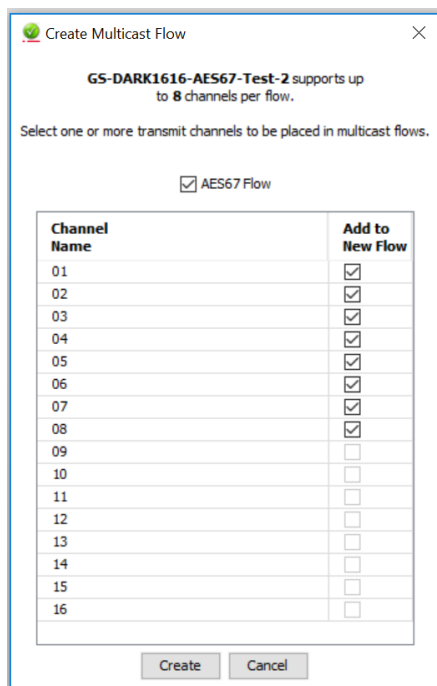 Create Multicast Flow
GS-DARK1616-AES67-Test-2 supports up
to 8 channels per flow.
Select one or more transmit channels to be placed in multicast flows.
AES67 Flow
Channel Name
Add to New Flow
01
02
03
04
05
06
07
08
09
10
11
12
13
14
15
16
Create
Cancel